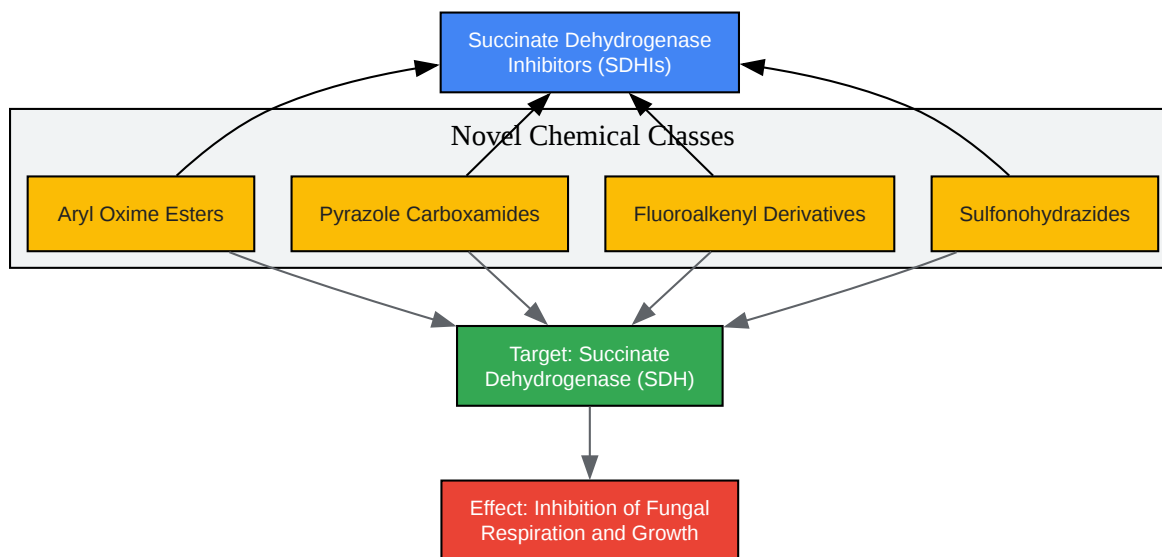 Succinate Dehydrogenase
Inhibitors (SDHIs)
Novel Chemical Classes
Aryl Oxime Esters
Pyrazole Carboxamides
Fluoroalkenyl Derivatives
Sulfonohydrazides
Target: Succinate
Dehydrogenase (SDH)
Effect: Inhibition of Fungal
Respiration and Growth